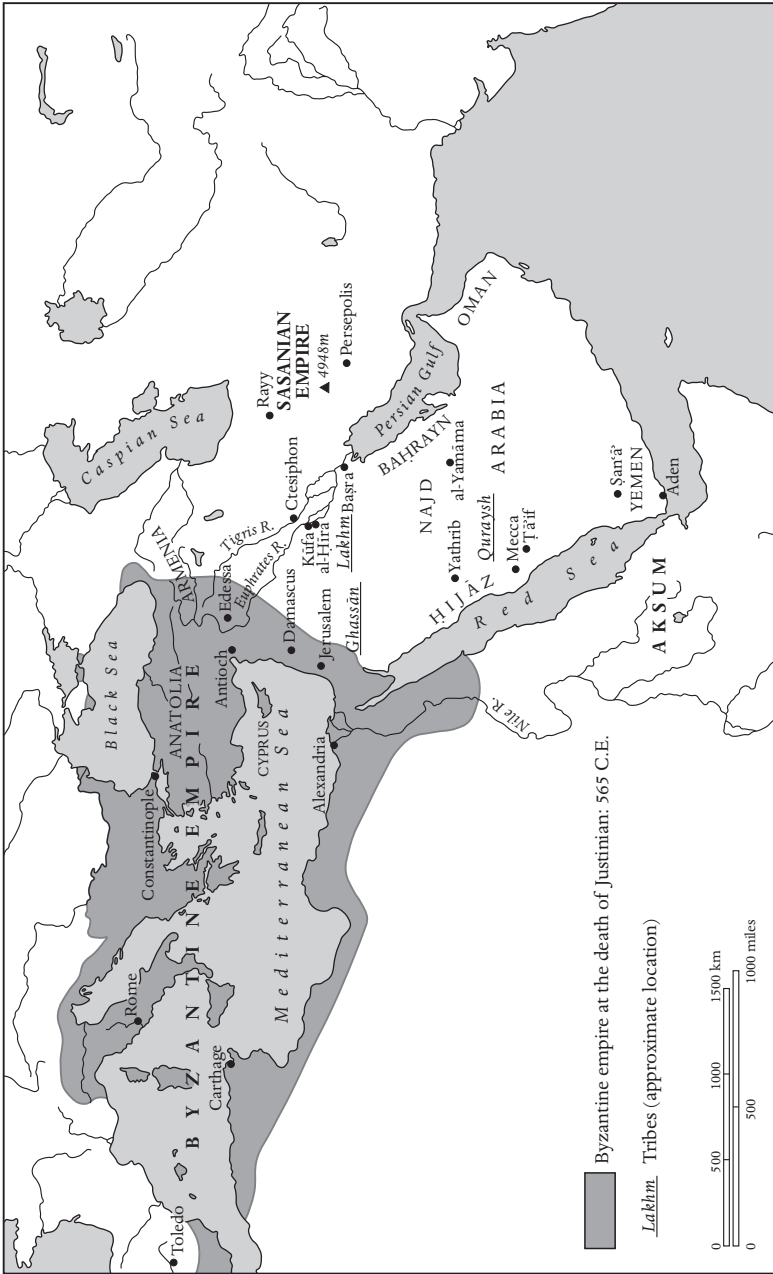 Caspian Sea
Black Sea
ARMENIA
ANATOLIA
Constantinople
BYZANTINE EMPIRE
Rome
Toledo
Carthage
Mediterranean Sea
CYPRUS
Antioch
Edessa
Tigris R.
Euphrates R.
Rayy
SASANIAN
EMPIRE
4948m
Persepolis
Ctesiphon
Kūfa
al-Ḥīra
Lakhm
Baṣra
Damascus
Jerusalem
Ghassān
Alexandria
Persian Gulf
BAḤRAYN
OMAN
NAJD
al-Yamāma
ARABIA
Yathrib
Quraysh
ḤIJĀZ
Mecca
Ṭā'if
Red Sea
Nile R.
Ṣan'ā'
YEMEN
Aden
AKSUM
Byzantine empire at the death of Justinian: 565 C.E.
Lakhm Tribes (approximate location)
0 500 1000 1500 km
0 500 1000 miles